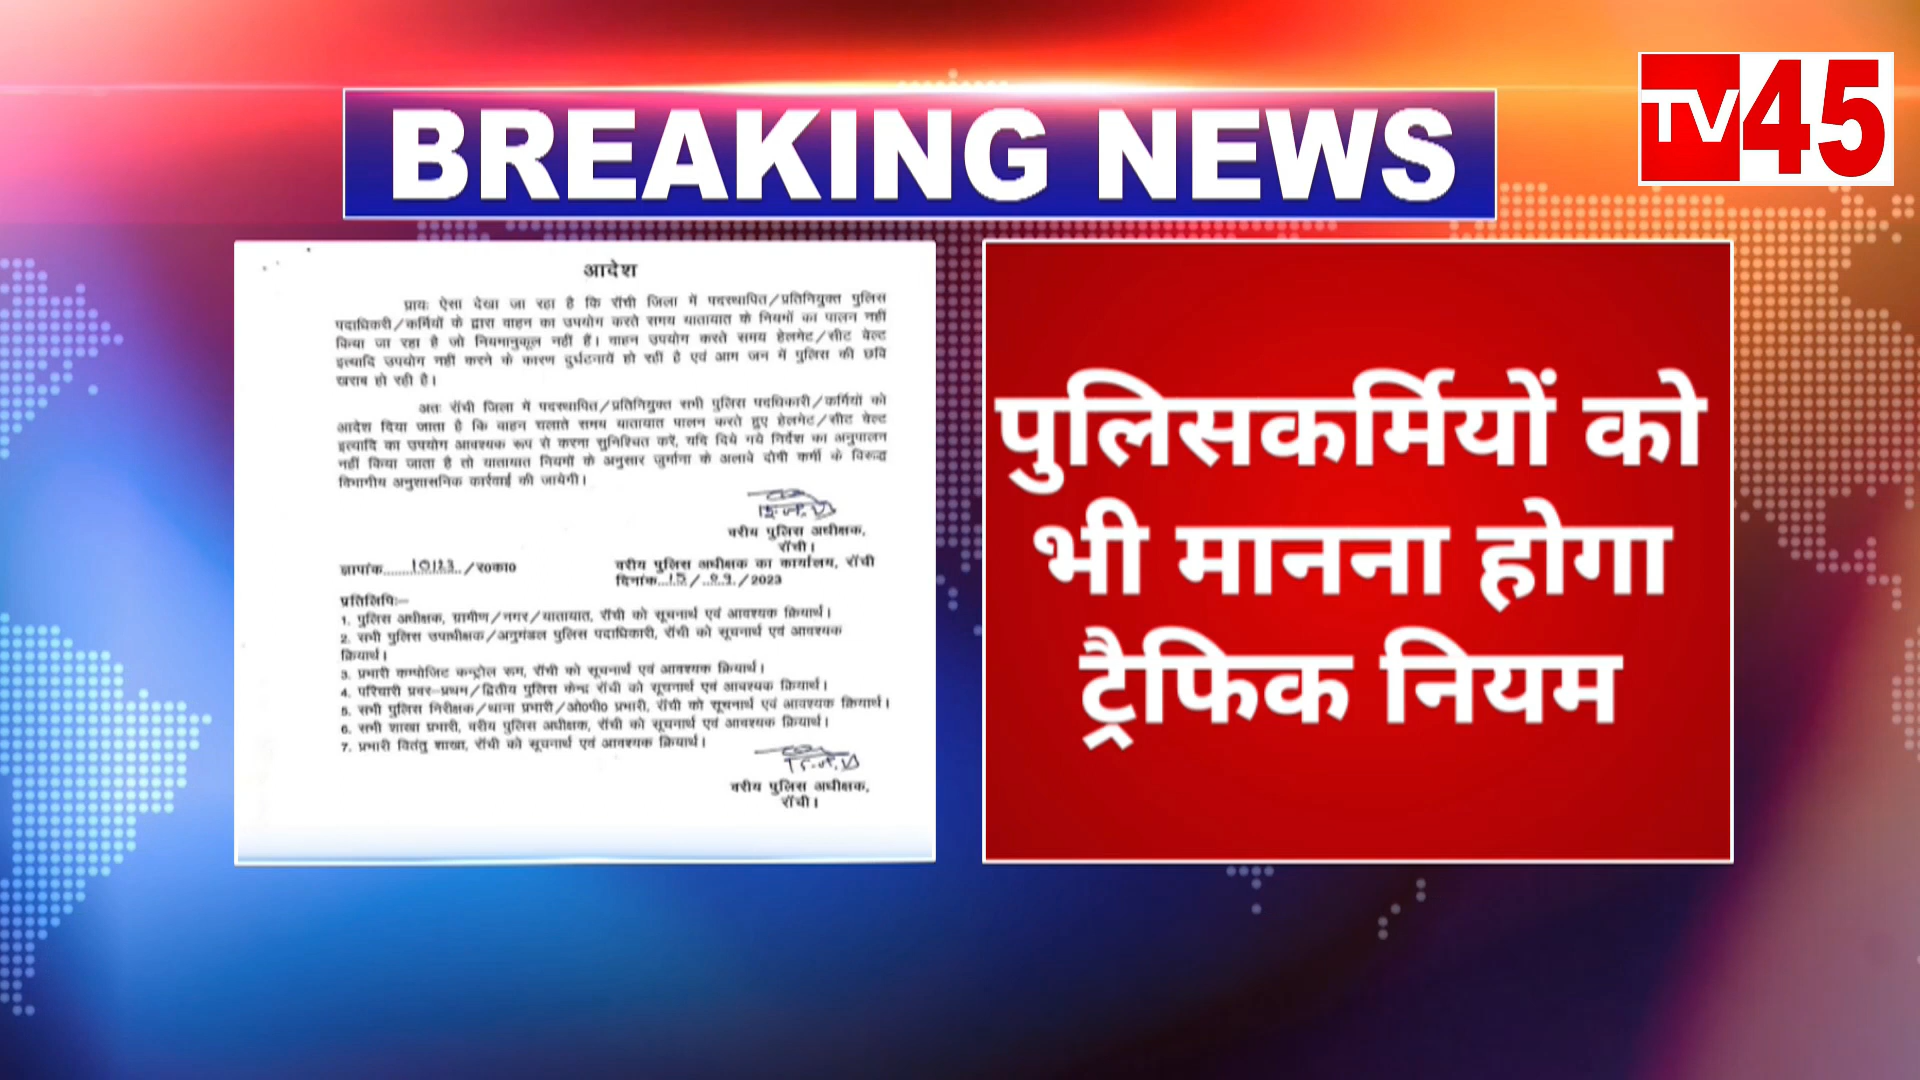 BREAKING NEWS
TV45
आदेश
प्रायः ऐसा देखा जा रहा है कि राँची जिला में पदस्थापित/प्रतिनियुक्त पुलिस
पदाधिकरी/कर्मियों के द्वारा वाहन का उपयोग करते समय यातायात के नियमों का पालन नहीं
किया जा रहा है जो नियमानुकूल नहीं हैं। वाहन उपयोग करते समय हेलमेट/सीट वेल्ट
इत्यादि उपयोग नहीं करने के कारण दुर्घटनायें हो रहीं है एवं आम जन में पुलिस की छवि
खराब हो रही है।
अतः राँची जिला में पदस्थापित/प्रतिनियुक्त सभी पुलिस पदधिकारी/कर्मियों को
आदेश दिया जाता है कि वाहन चलाते समय यातायात पालन करते हुए हेलमेट/सीट वेल्ट
इत्यादि का उपयोग आवश्यक रूप से करना सुनिश्चित करें, यदि दिये गये निर्देश का अनुपालन
नहीं किया जाता है तो यातायात नियमों के अनुसार जुर्माना के अलावे दोषी कर्मी के विरूद्ध
विभागीय अनुशासनिक कार्रवाई की जायेगी।
वरीय पुलिस अधीक्षक,
राँची।
ज्ञापांक....../र०का०
वरीय पुलिस अधीक्षक का कार्यालय, राँची
दिनांक....../....../2023
प्रतिलिपिः—
1. पुलिस अधीक्षक, ग्रामीण/नगर/यातायात, राँची को सूचनार्थ एवं आवश्यक क्रियार्थ।
2. सभी पुलिस उपाधीक्षक/अनुमंडल पुलिस पदाधिकारी, राँची को सूचनार्थ एवं आवश्यक
क्रियार्थ।
3. प्रभारी कम्पोजिट कन्ट्रोल रूम, राँची को सूचनार्थ एवं आवश्यक क्रियार्थ।
4. परिचारी प्रवर-प्रथम/द्वितीय पुलिस केन्द्र राँची को सूचनार्थ एवं आवश्यक क्रियार्थ।
5. सभी पुलिस निरीक्षक/थाना प्रभारी/ओ०पी० प्रभारी, राँची को सूचनार्थ एवं आवश्यक क्रियार्थ।
6. सभी शाखा प्रभारी, वरीय पुलिस अधीक्षक, राँची को सूचनार्थ एवं आवश्यक क्रियार्थ।
7. प्रभारी वितंतु शाखा, राँची को सूचनार्थ एवं आवश्यक क्रियार्थ।
वरीय पुलिस अधीक्षक,
राँची।
पुलिसकर्मियों को
भी मानना होगा
ट्रैफिक नियम